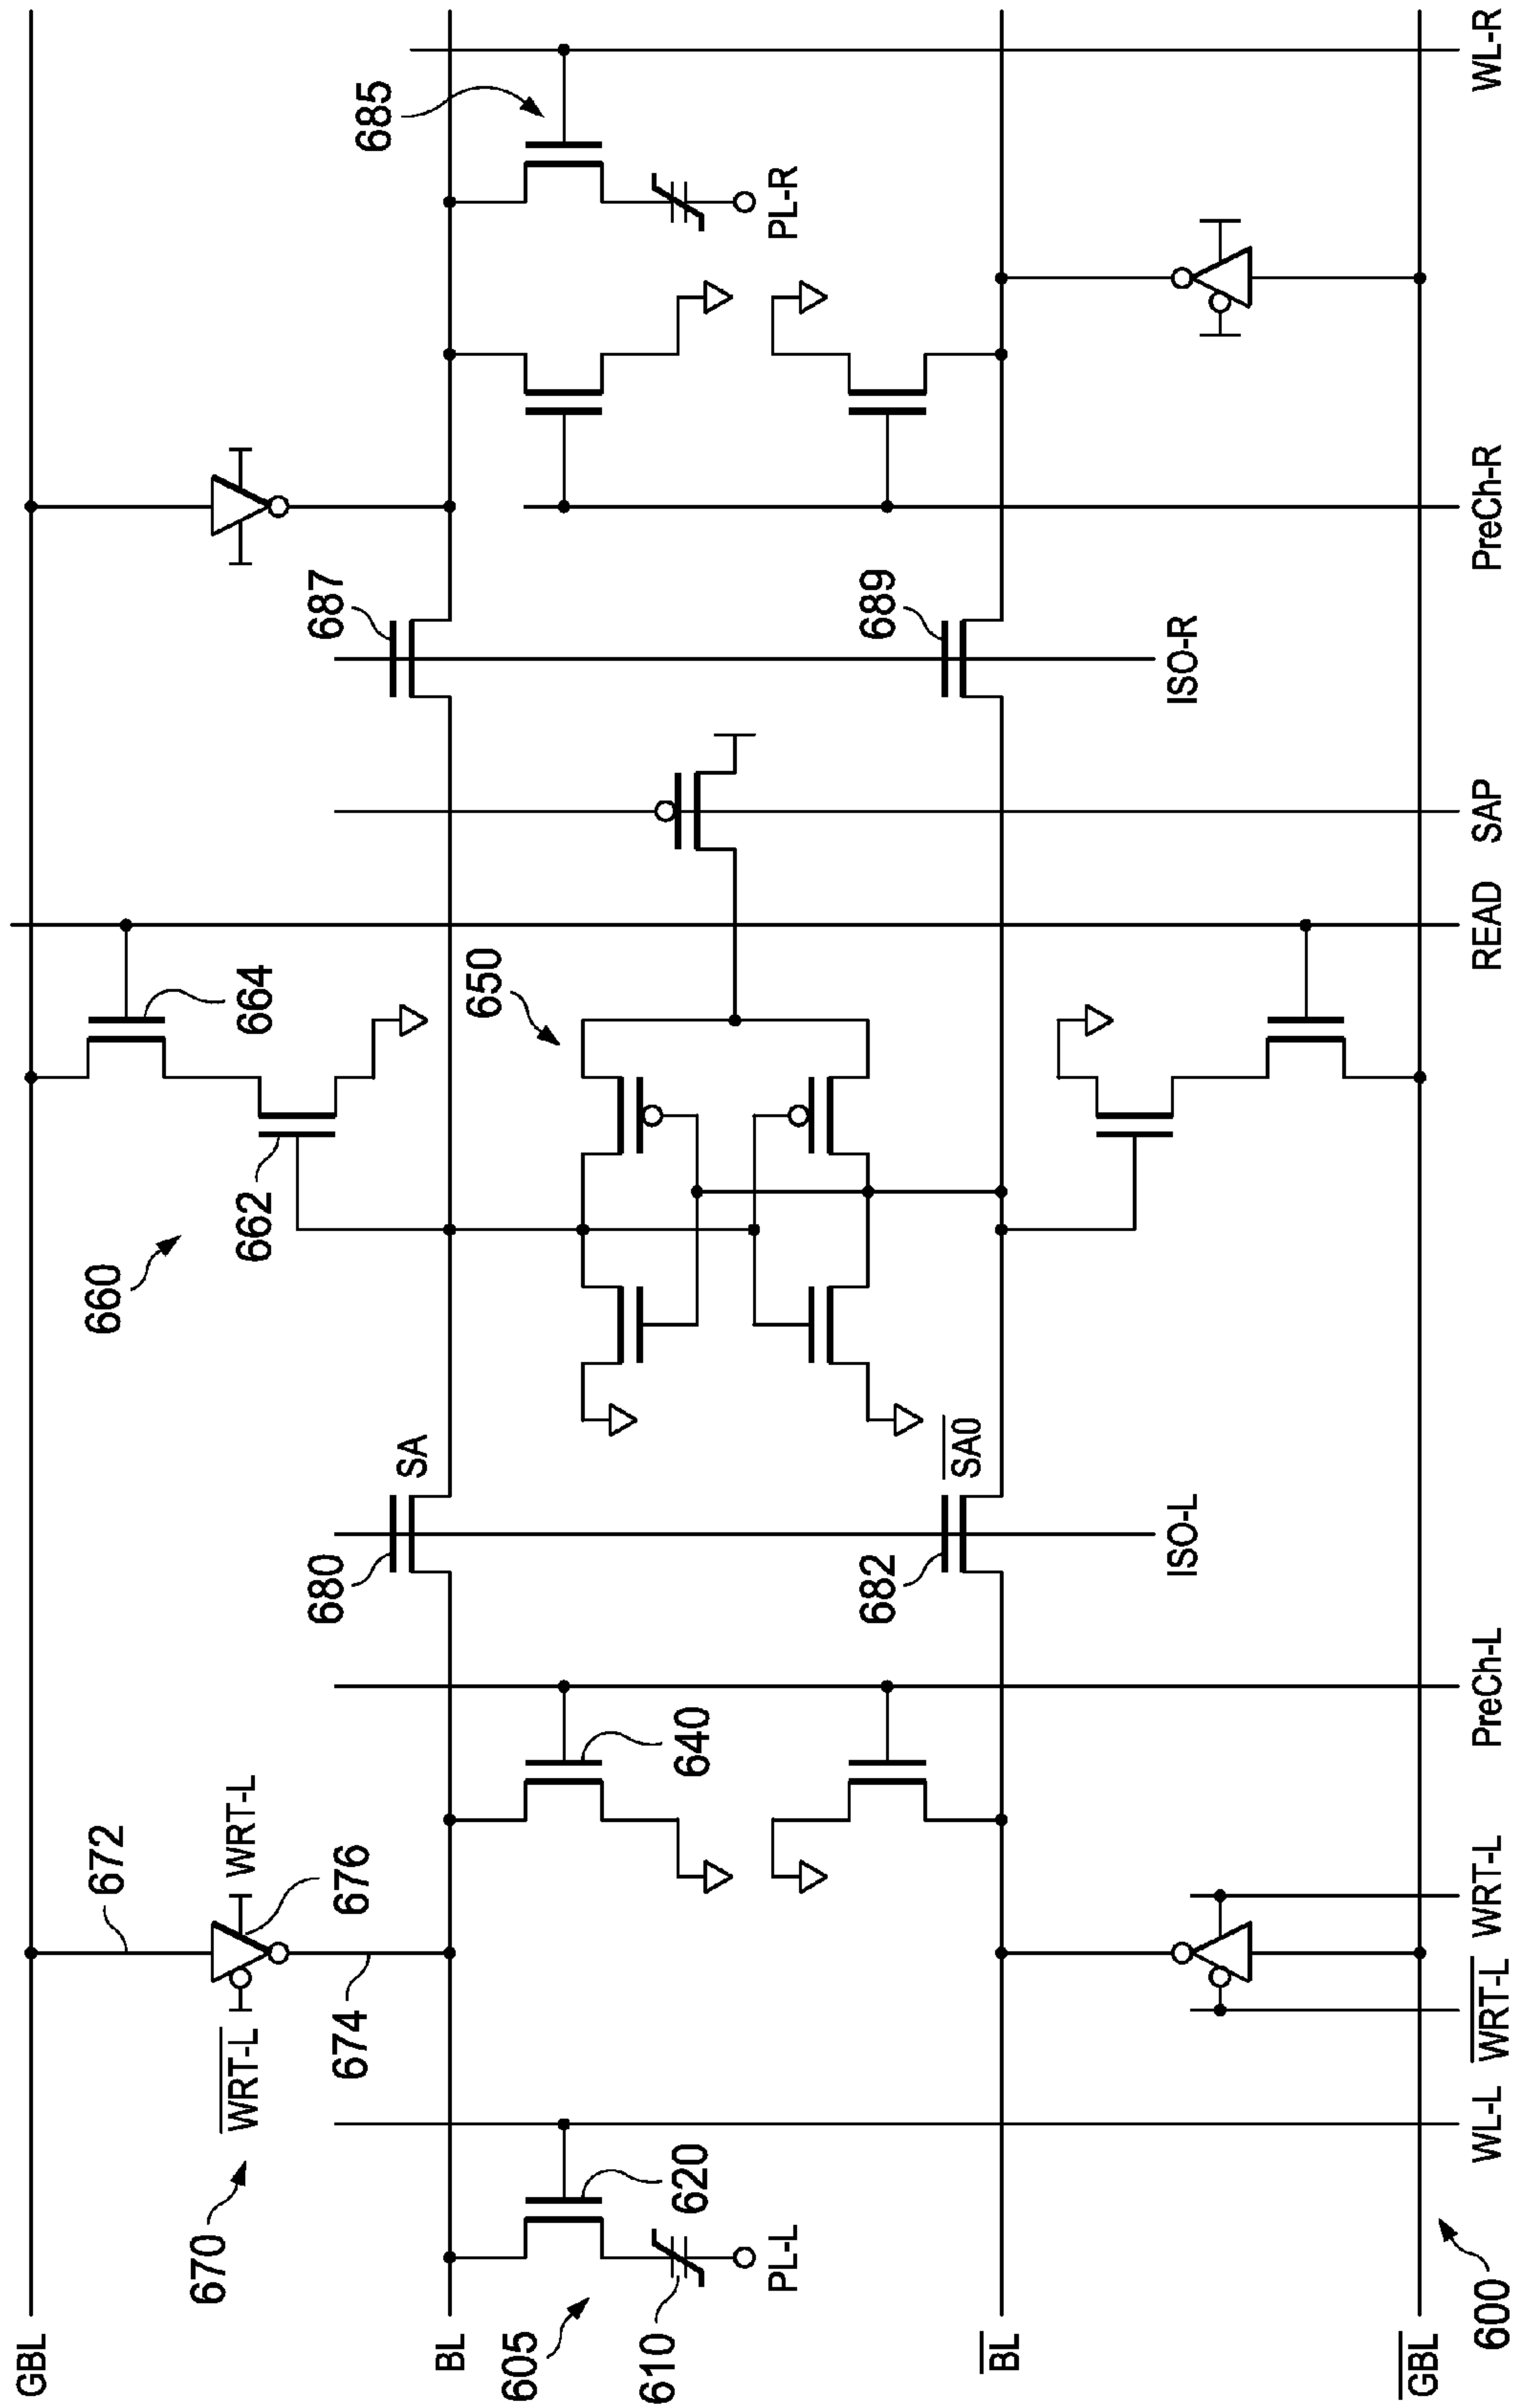 GBL
BL
BL
GBL
600
605
610
620
PL-L
WL-L
670
WRT-L
WRT-L
672
674
676
WRT-L
WRT-L
640
PreCh-L
680
682
ISO-L
SA
SA0
660
662
664
650
READ
SAP
687
689
ISO-R
PreCh-R
685
PL-R
WL-R